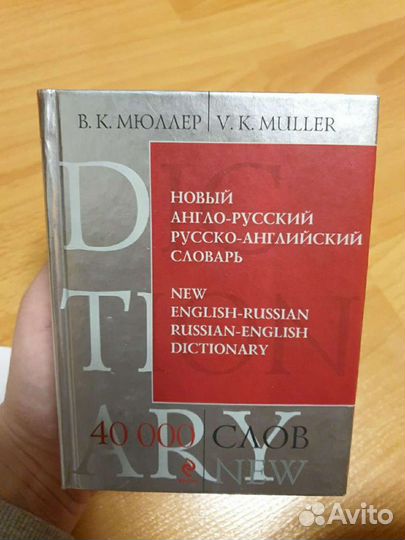 В. К. МЮЛЛЕР V. K. MULLER
DIC
TION
ARY
НОВЫЙ
АНГЛО-РУССКИЙ
РУССКО-АНГЛИЙСКИЙ
СЛОВАРЬ
NEW
ENGLISH-RUSSIAN
RUSSIAN-ENGLISH
DICTIONARY
40 000 СЛОВ
NEW
Avito